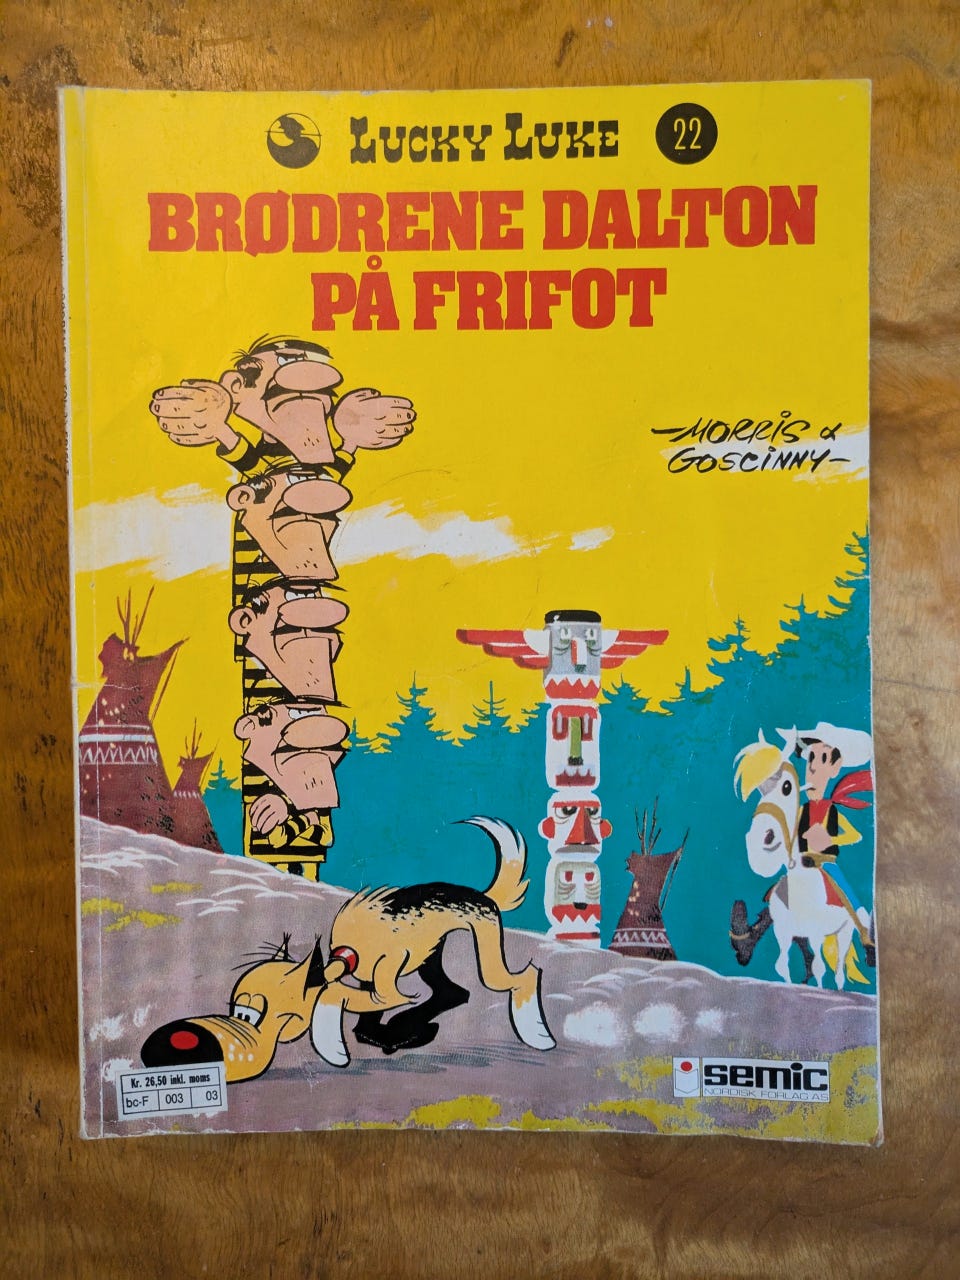 LUCKY LUKE 22
BRØDRENE DALTON
PÅ FRIFOT
-MORRIS &
GOSCINNY-
Kr. 26,50 inkl. moms
bc-F 003 03
semic
NORDISK FORLAG AS